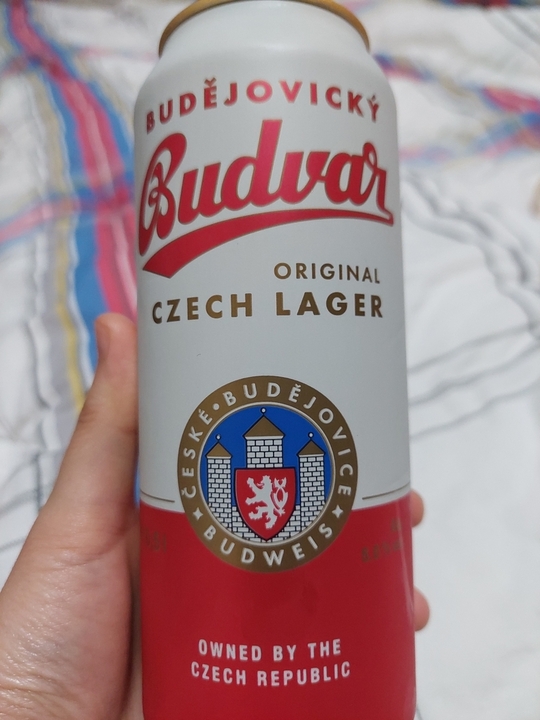 BUDĚJOVICKÝ
Budvar
ORIGINAL
CZECH LAGER
ČESKÉ • BUDĚJOVICE
BUDWEIS
OWNED BY THE
CZECH REPUBLIC